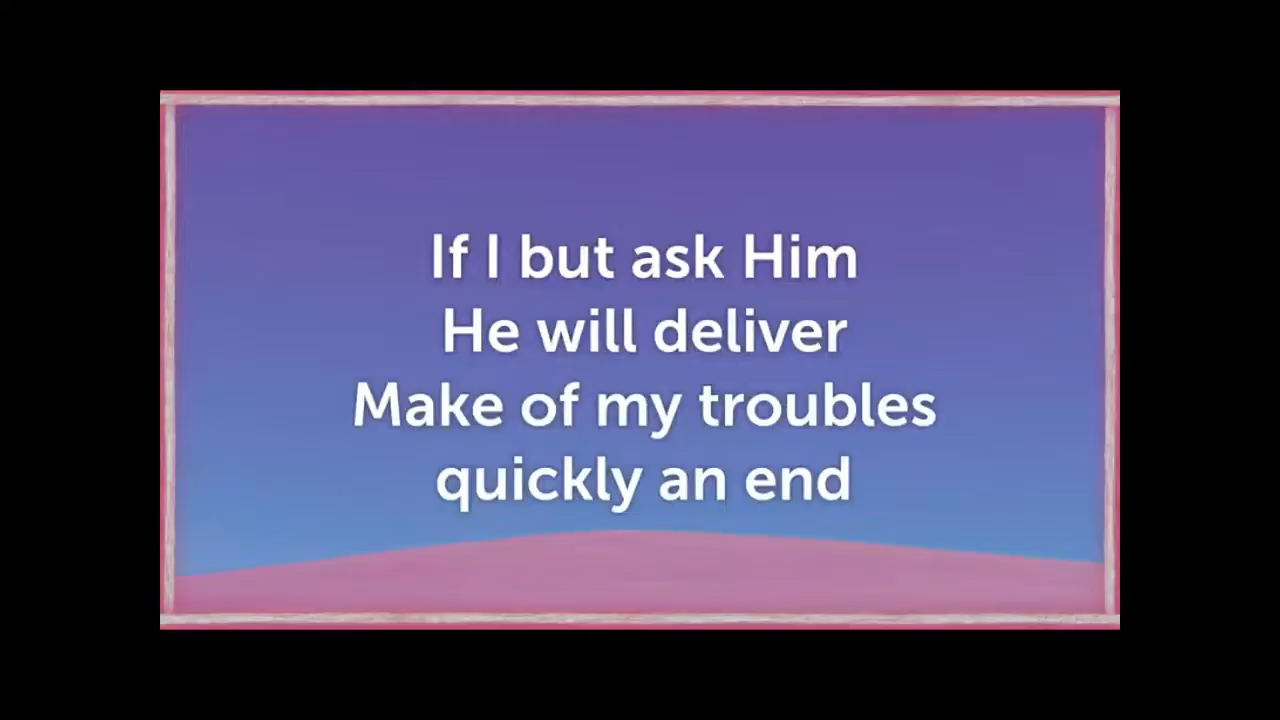 If I but ask Him
He will deliver
Make of my troubles
quickly an end